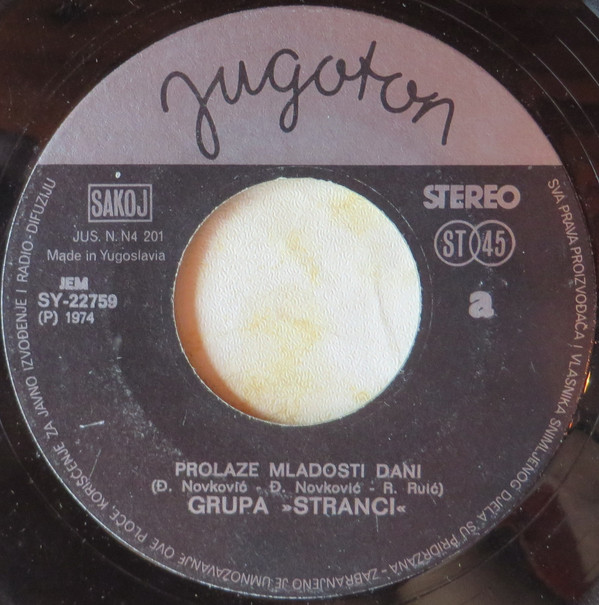 jugoton
SAKOJ
JUS. N. N4 201
Made in Yugoslavia
JEM
SY-22759
(P) 1974
STEREO
ST 45
a
PROLAZE MLADOSTI DANI
(Đ. Novković - Đ. Novković - R. Ruić)
GRUPA »STRANCI«
SVA PRAVA PROIZVOĐAČA I VLASNIKA SNIMLJENOG DJELA SU PRIDRŽANA - ZABRANJENO JE UMNOŽAVANJE OVE PLOČE, KORIŠĆENJE ZA JAVNO IZVOĐENJE I RADIO-DIFUZIJU